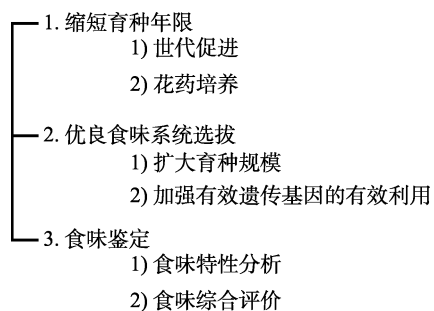 1. 缩短育种年限
1) 世代促进
2) 花药培养
2. 优良食味系统选拔
1) 扩大育种规模
2) 加强有效遗传基因的有效利用
3. 食味鉴定
1) 食味特性分析
2) 食味综合评价